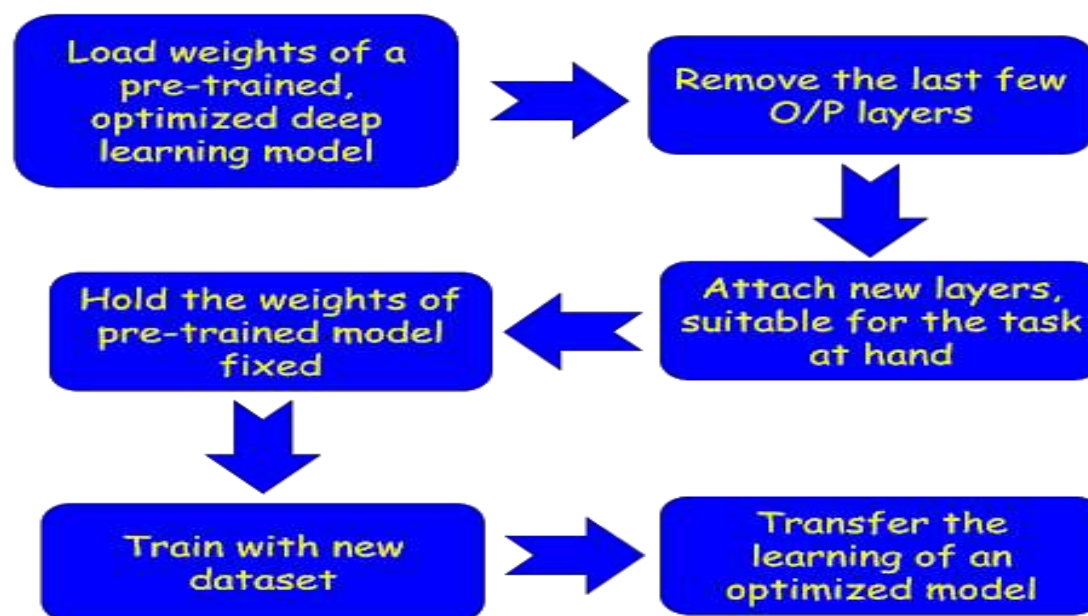 Load weights of a
pre-trained,
optimized deep
learning model
Remove the last few
O/P layers
Attach new layers,
suitable for the task
at hand
Hold the weights of
pre-trained model
fixed
Train with new
dataset
Transfer the
learning of an
optimized model